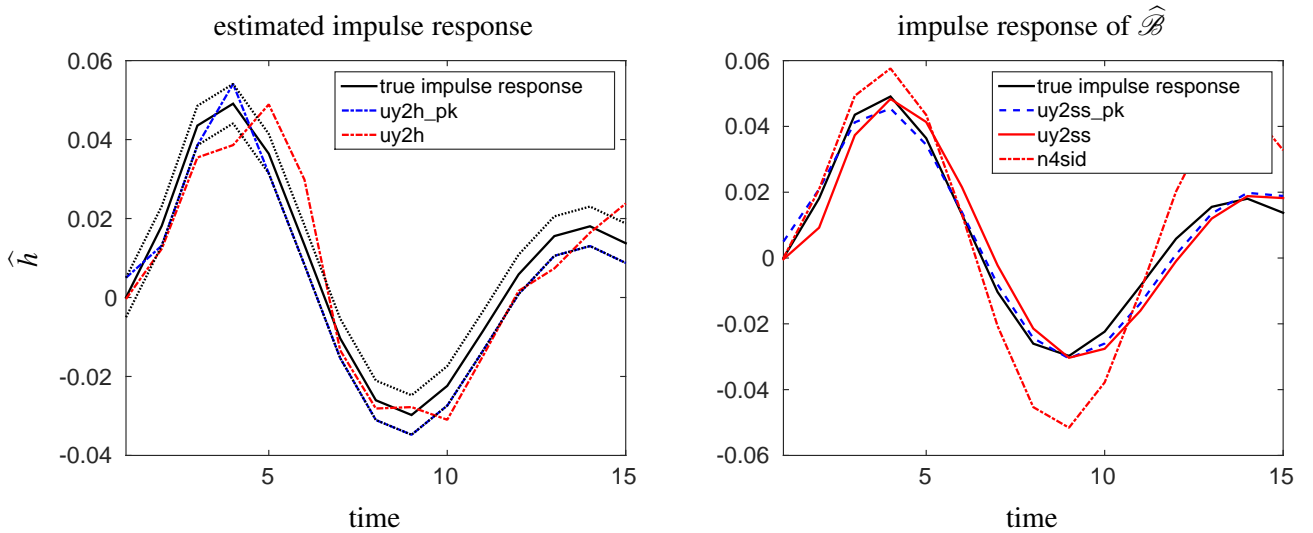 estimated impulse response
0.06
0.04
0.02
0
-0.02
-0.04
5
10
15
true impulse response
uy2h_pk
uy2h
ĥ
time
impulse response of ℬ̂
0.06
0.04
0.02
0
-0.02
-0.04
-0.06
5
10
15
true impulse response
uy2ss_pk
uy2ss
n4sid
time